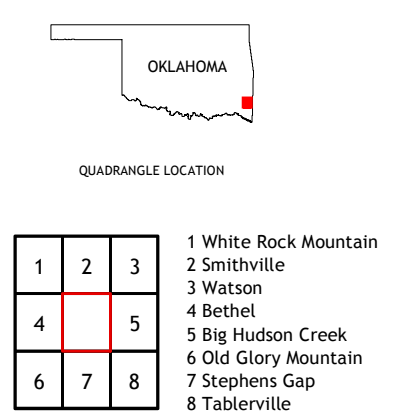 OKLAHOMA
QUADRANGLE LOCATION
1 2 3
4 5
6 7 8
1 White Rock Mountain
2 Smithville
3 Watson
4 Bethel
5 Big Hudson Creek
6 Old Glory Mountain
7 Stephens Gap
8 Tablerville